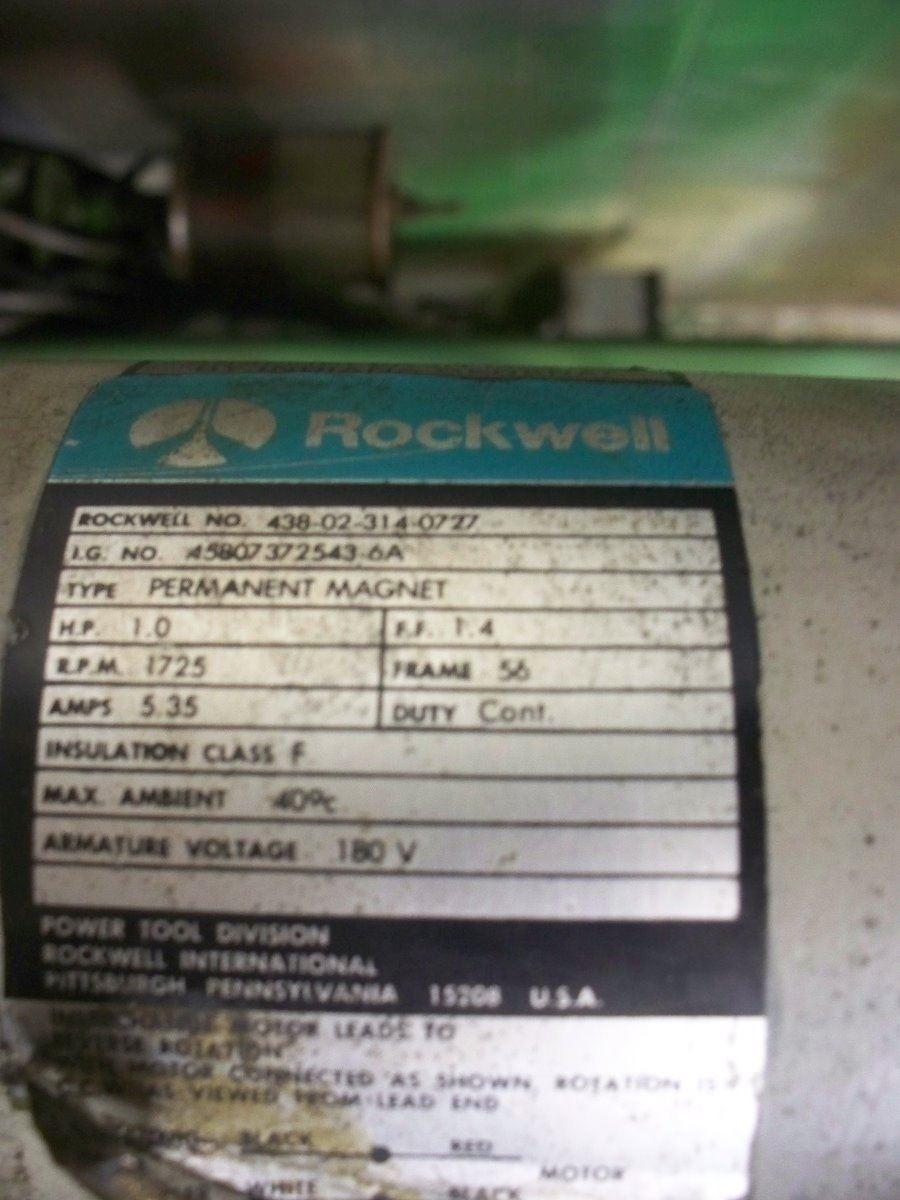 Rockwell
ROCKWELL NO. 438-02-314-0727
I.G. NO. 45807372543-6A
TYPE PERMANENT MAGNET
H.P. 1.0 F.F. 1.4
R.P.M. 1725 FRAME 56
AMPS 5.35 DUTY Cont.
INSULATION CLASS F
MAX. AMBIENT 40°c
ARMATURE VOLTAGE 180 V
POWER TOOL DIVISION
ROCKWELL INTERNATIONAL
PITTSBURGH PENNSYLVANIA 15208 U.S.A.
MOTOR LEADS TO
ROTATION
MOTOR CONNECTED AS SHOWN, ROTATION IS
AS VIEWED FROM LEAD END
BLACK RED
MOTOR
WHITE BLACK